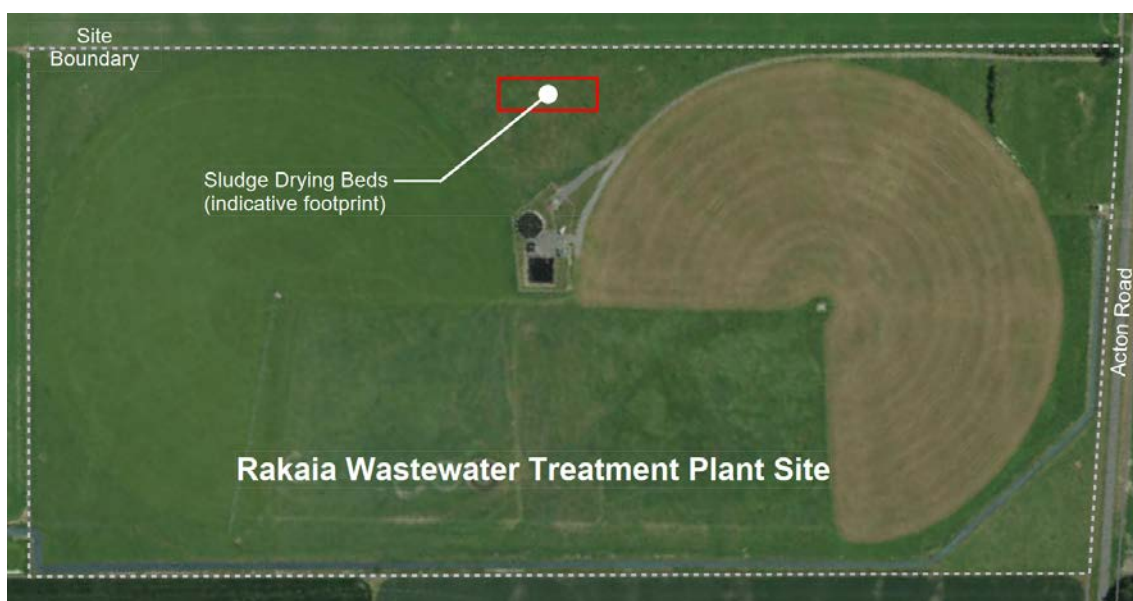 Site
Boundary
Sludge Drying Beds
(indicative footprint)
Rakaia Wastewater Treatment Plant Site
Acton Road